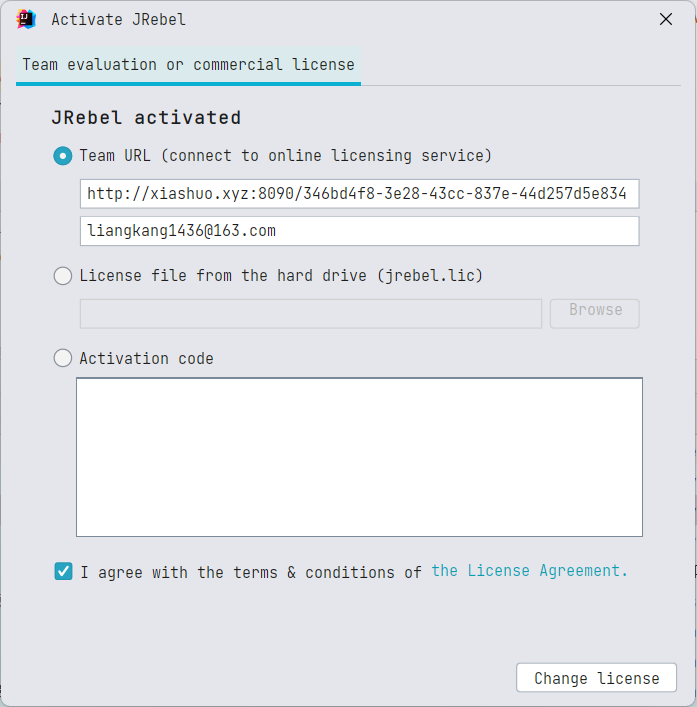 Activate JRebel
Team evaluation or commercial license
JRebel activated
Team URL (connect to online licensing service)
http://xiashuo.xyz:8090/346bd4f8-3e28-43cc-837e-44d257d5e834
liangkang1436@163.com
License file from the hard drive (jrebel.lic)
Browse
Activation code
I agree with the terms & conditions of the License Agreement.
Change license